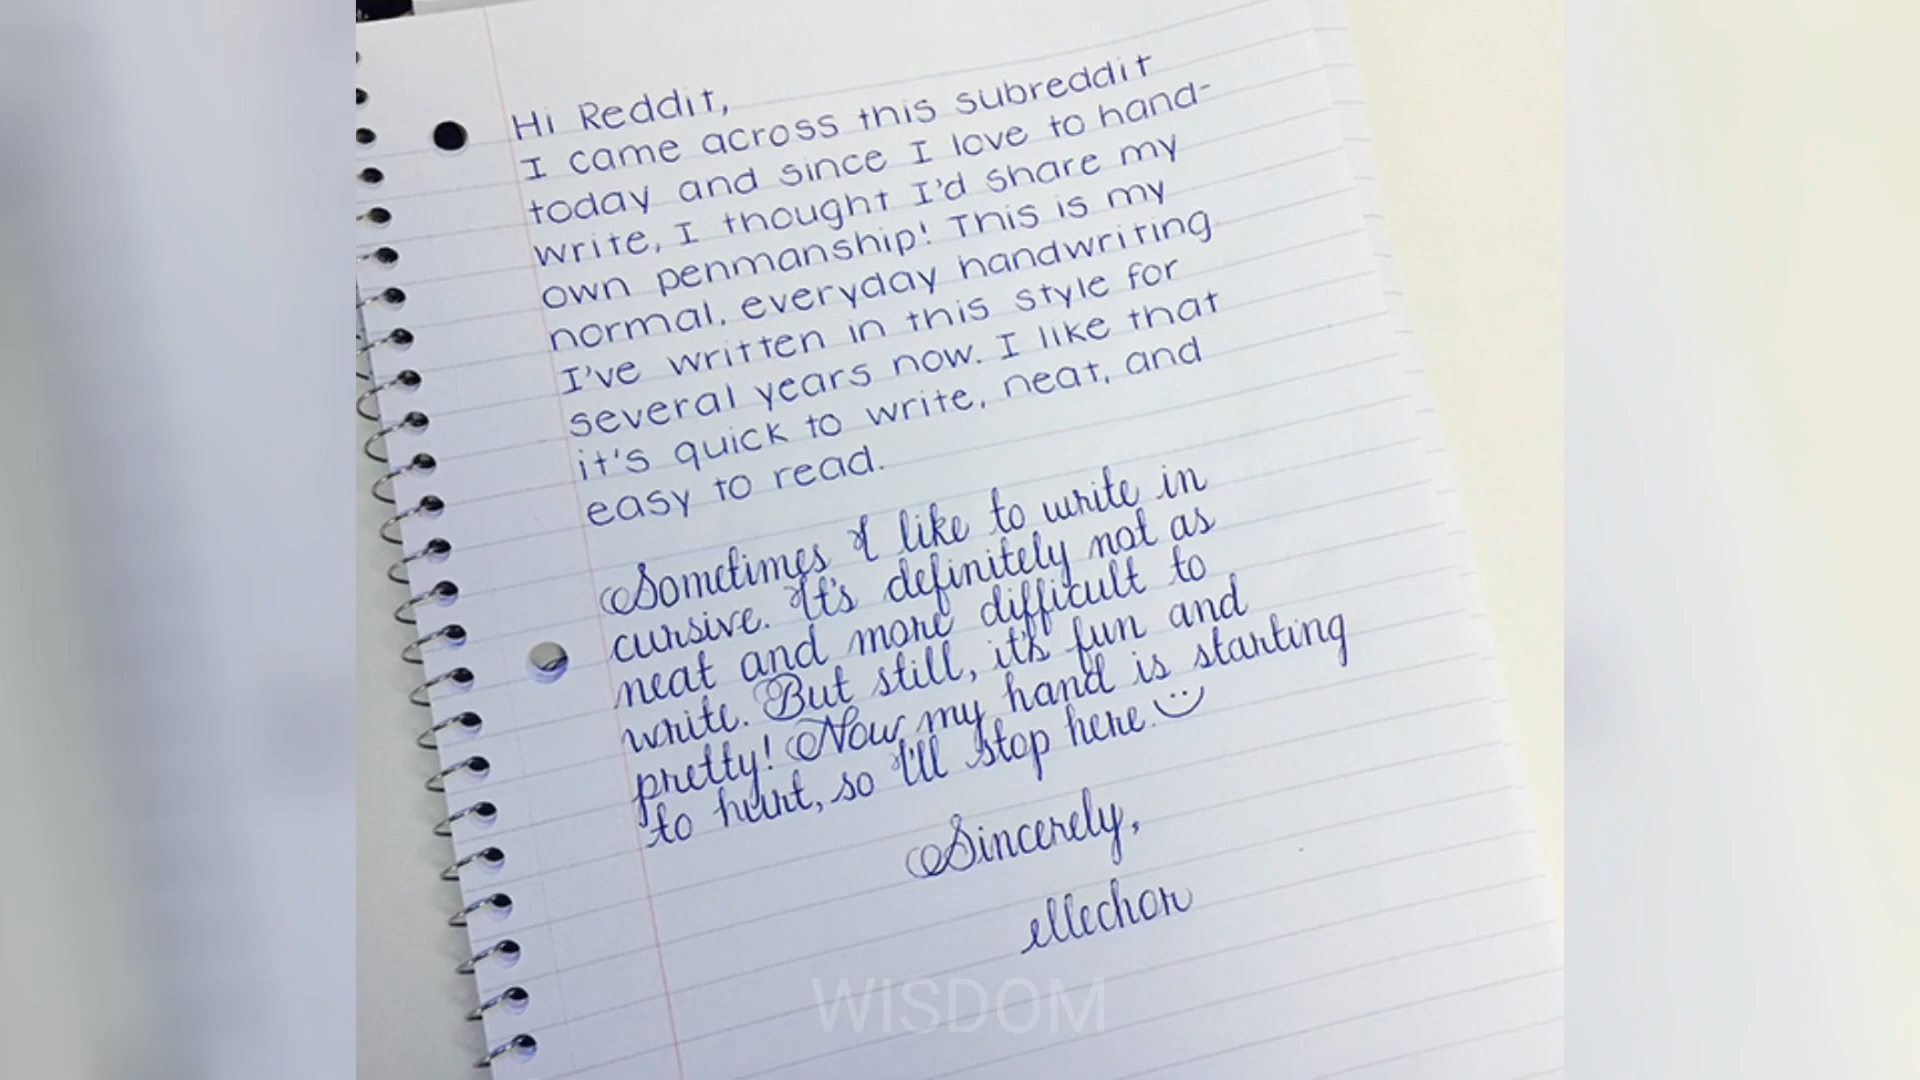 Hi Reddit,
I came across this subreddit
today and since I love to hand-
write, I thought I'd share my
own penmanship! This is my
normal, everyday handwriting
I've written in this style for
several years now. I like that
it's quick to write, neat, and
easy to read.
Sometimes I like to write in
cursive. It's definitely not as
neat and more difficult to
write. But still, it's fun and
pretty! Now my hand is starting
to hurt, so I'll stop here.
Sincerely,
ellechon
WISDOM